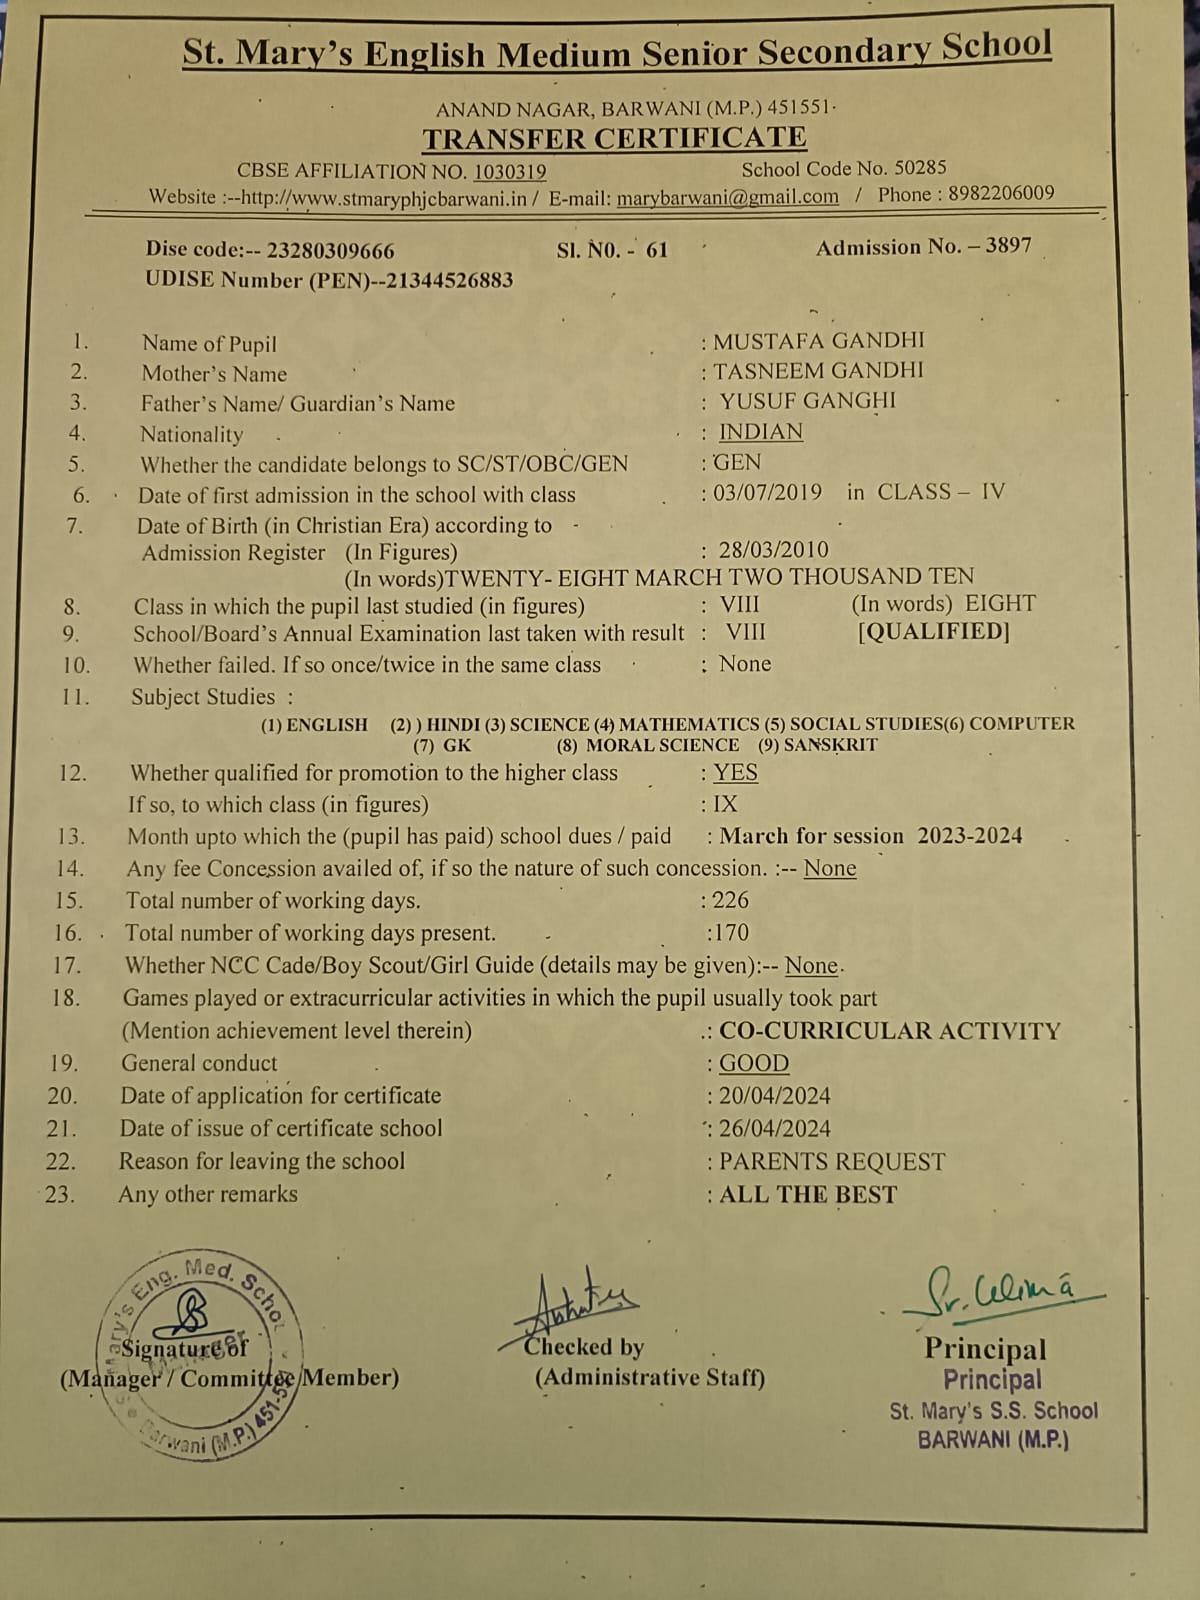 St. Mary's English Medium Senior Secondary School
ANAND NAGAR, BARWANI (M.P.) 451551
TRANSFER CERTIFICATE
CBSE AFFILIATION NO. 1030319 School Code No. 50285
Website :--http://www.stmaryphjcbarwani.in / E-mail: marybarwani@gmail.com / Phone : 8982206009
Dise code:-- 23280309666 Sl. N0. - 61 Admission No. – 3897
UDISE Number (PEN)--21344526883
1. Name of Pupil : MUSTAFA GANDHI
2. Mother's Name : TASNEEM GANDHI
3. Father's Name/ Guardian's Name : YUSUF GANGHI
4. Nationality : INDIAN
5. Whether the candidate belongs to SC/ST/OBC/GEN : GEN
6. Date of first admission in the school with class : 03/07/2019 in CLASS – IV
7. Date of Birth (in Christian Era) according to
Admission Register (In Figures) : 28/03/2010
(In words)TWENTY- EIGHT MARCH TWO THOUSAND TEN
8. Class in which the pupil last studied (in figures) : VIII (In words) EIGHT
9. School/Board's Annual Examination last taken with result : VIII [QUALIFIED]
10. Whether failed. If so once/twice in the same class : None
11. Subject Studies :
(1) ENGLISH (2) ) HINDI (3) SCIENCE (4) MATHEMATICS (5) SOCIAL STUDIES(6) COMPUTER
(7) GK (8) MORAL SCIENCE (9) SANSKRIT
12. Whether qualified for promotion to the higher class : YES
If so, to which class (in figures) : IX
13. Month upto which the (pupil has paid) school dues / paid : March for session 2023-2024
14. Any fee Concession availed of, if so the nature of such concession. :-- None
15. Total number of working days. : 226
16. Total number of working days present. :170
17. Whether NCC Cade/Boy Scout/Girl Guide (details may be given):-- None
18. Games played or extracurricular activities in which the pupil usually took part
(Mention achievement level therein) : CO-CURRICULAR ACTIVITY
19. General conduct : GOOD
20. Date of application for certificate : 20/04/2024
21. Date of issue of certificate school : 26/04/2024
22. Reason for leaving the school : PARENTS REQUEST
23. Any other remarks : ALL THE BEST
Mary's Eng. Med. School
Manager
Barwani (M.P.)
Sr. Celima
Signature of Checked by Principal
(Manager / Committee Member) (Administrative Staff) Principal
St. Mary's S.S. School
BARWANI (M.P.)